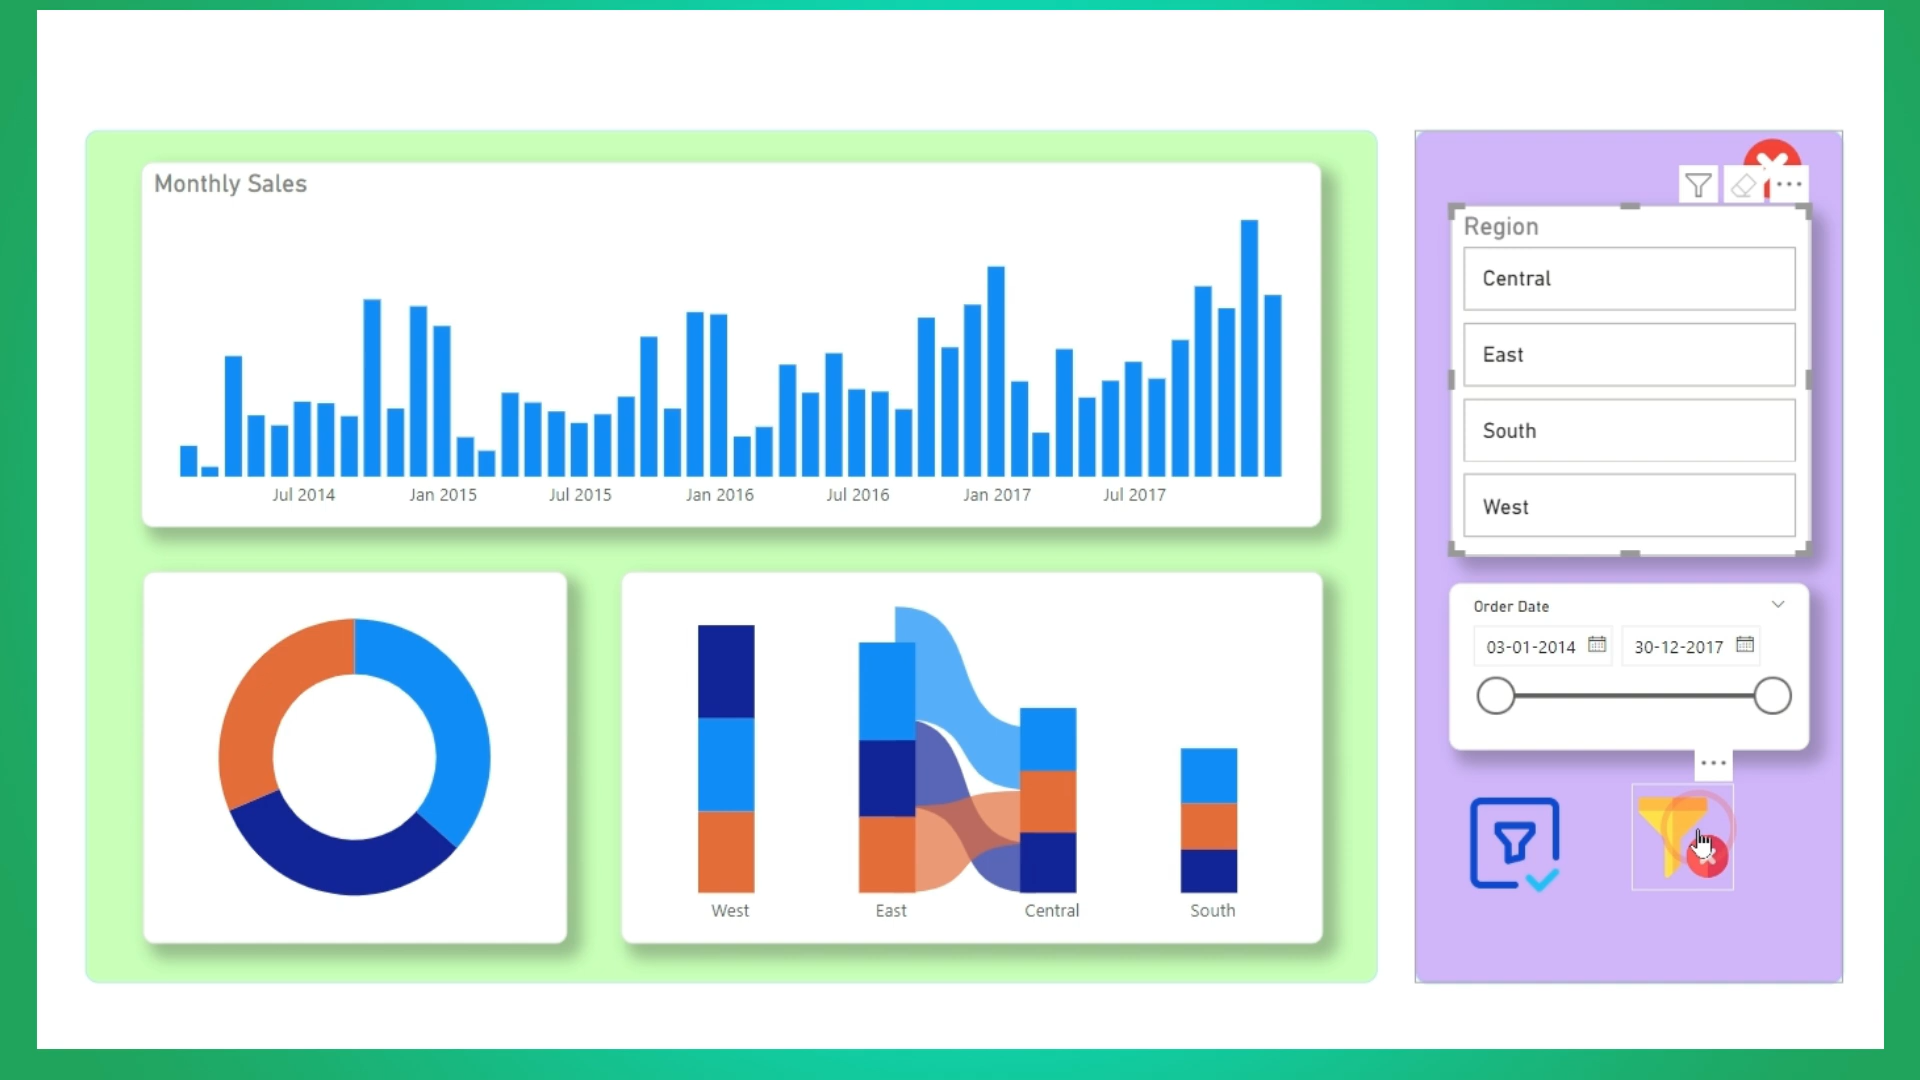 Monthly Sales
Jul 2014 Jan 2015 Jul 2015 Jan 2016 Jul 2016 Jan 2017 Jul 2017
West East Central South
Region
Central
East
South
West
Order Date
03-01-2014 30-12-2017